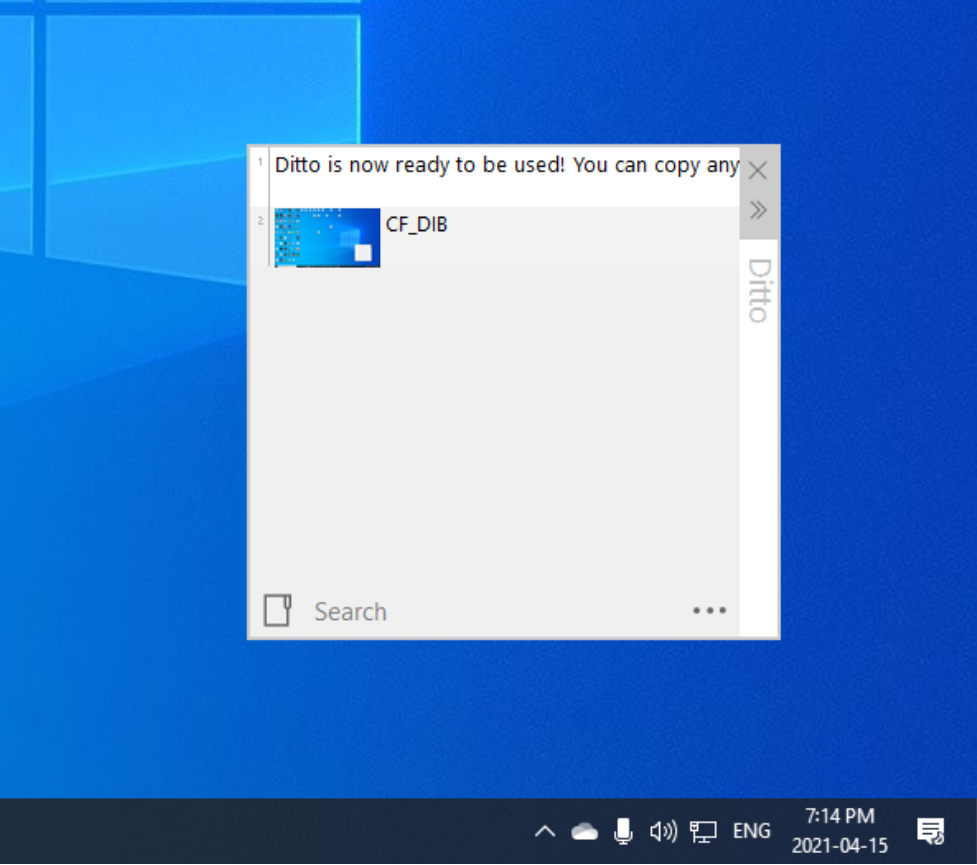 1
Ditto is now ready to be used! You can copy any
2
CF_DIB
Ditto
Search
ENG
7:14 PM
2021-04-15